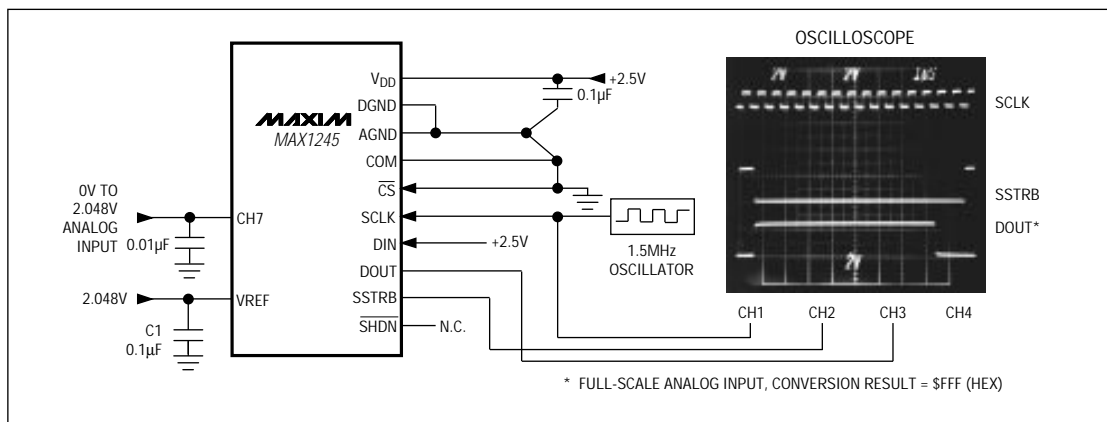 OSCILLOSCOPE
VDD
+2.5V
0.1µF
DGND
MAXIM
MAX1245
AGND
COM
CS
0V TO
2.048V
ANALOG
INPUT
0.01µF
CH7
SCLK
DIN
+2.5V
1.5MHz
OSCILLATOR
DOUT
2.048V
VREF
SSTRB
C1
0.1µF
SHDN
N.C.
SCLK
SSTRB
DOUT*
CH1 CH2 CH3 CH4
* FULL-SCALE ANALOG INPUT, CONVERSION RESULT = $FFF (HEX)